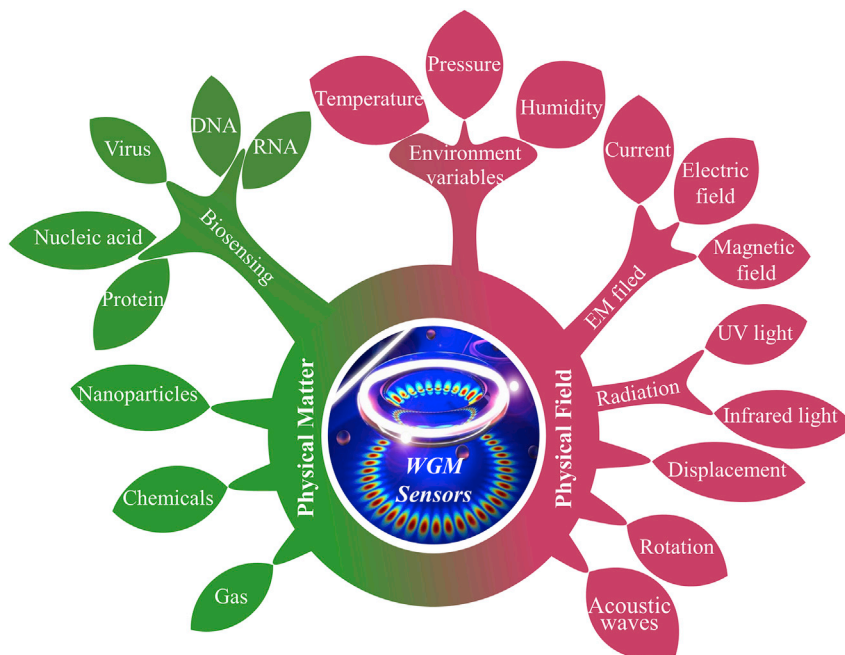 Pressure
Temperature
Humidity
Environment
variables
DNA
RNA
Virus
Nucleic acid
Protein
Biosensing
Nanoparticles
Chemicals
Gas
Physical Matter
WGM
Sensors
Physical Field
Current
Electric
field
Magnetic
field
EM filed
UV light
Infrared light
Radiation
Displacement
Rotation
Acoustic
waves